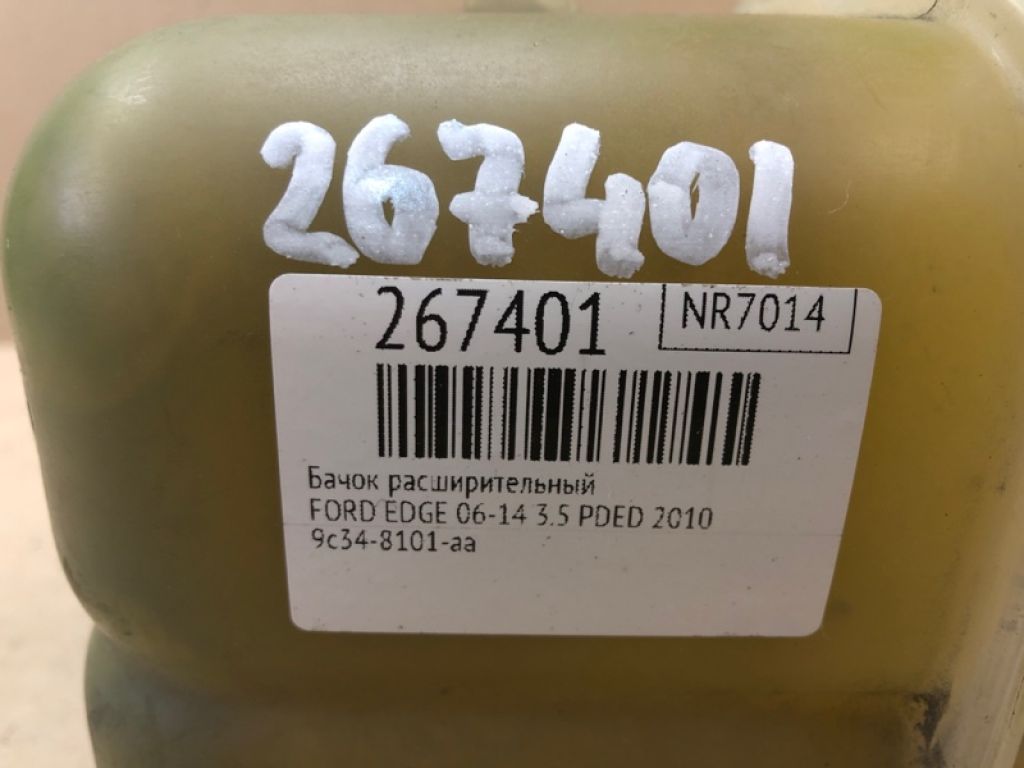 267401
267401 NR7014
Бачок расширительный
FORD EDGE 06-14 3.5 PDED 2010
9c34-8101-aa